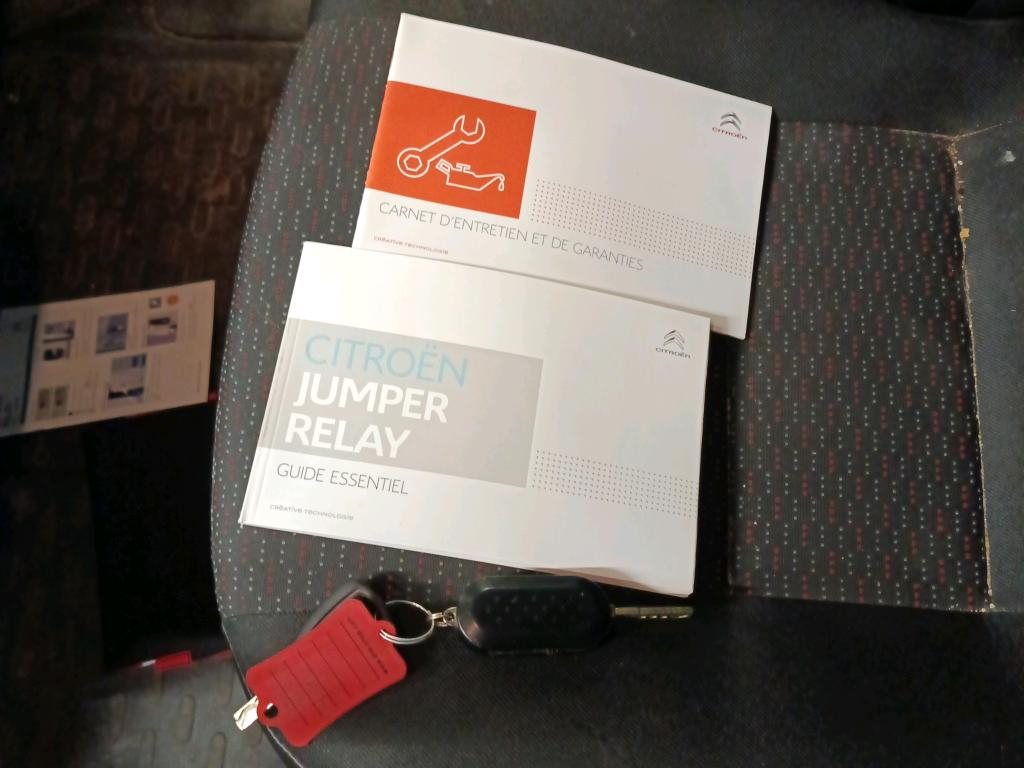 CITROËN
CARNET D'ENTRETIEN ET DE GARANTIES
CRÉATIVE TECHNOLOGIE
CITROËN
CITROËN
JUMPER
RELAY
GUIDE ESSENTIEL
CRÉATIVE TECHNOLOGIE